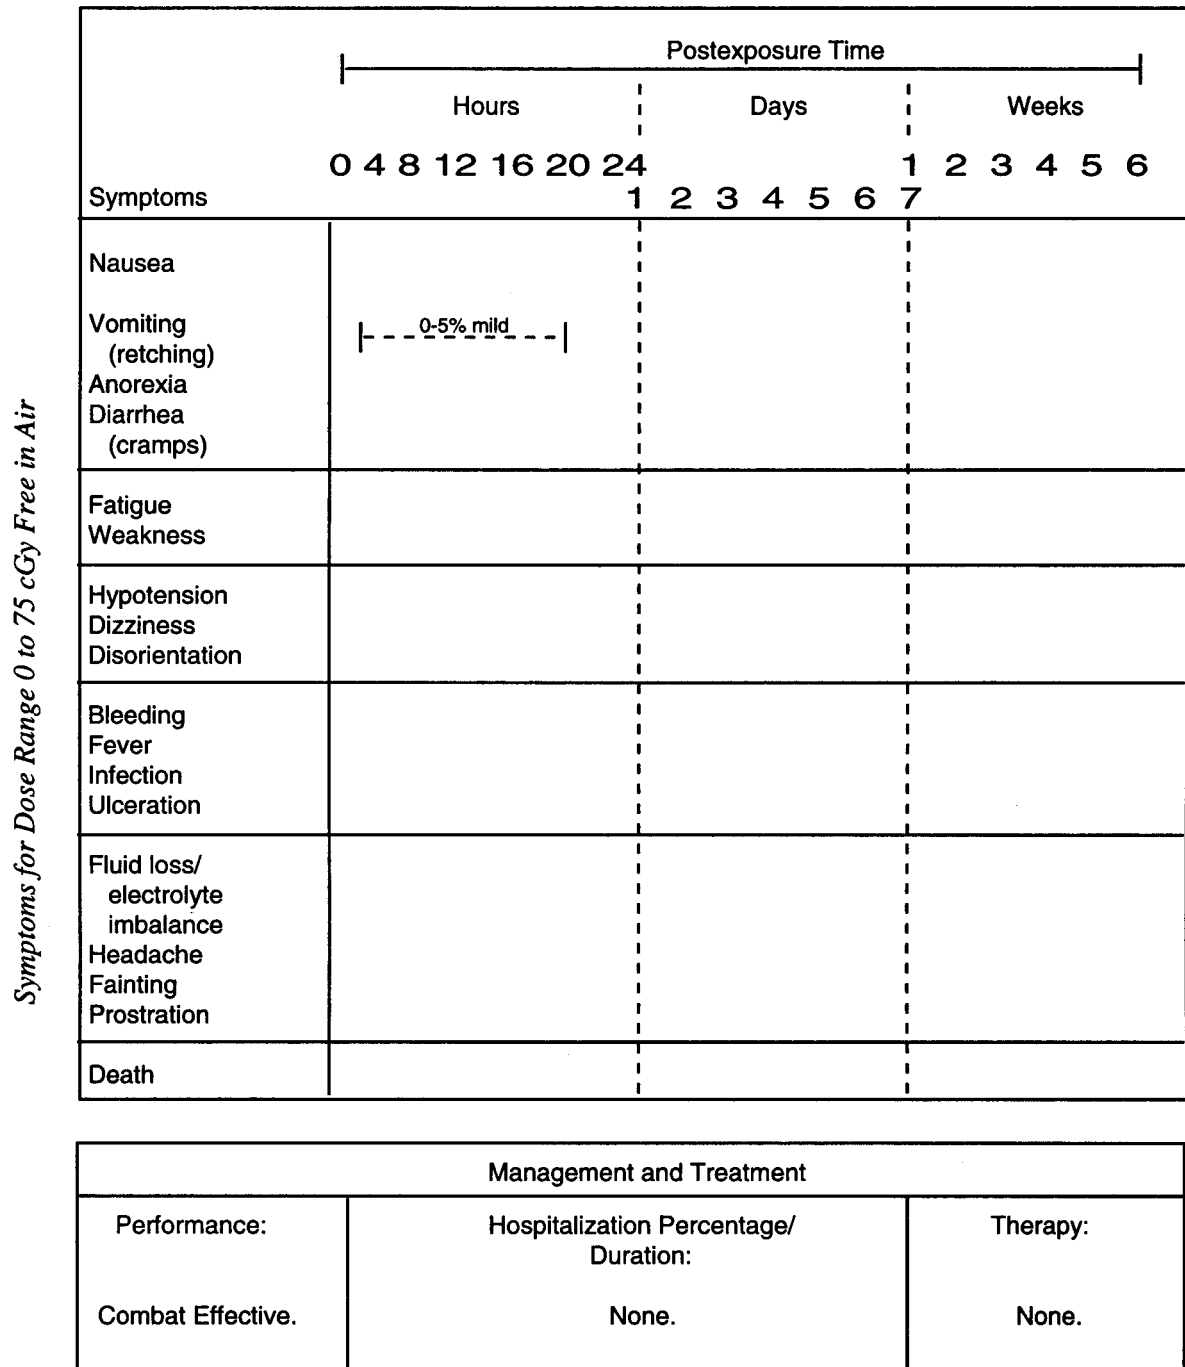 Symptoms for Dose Range 0 to 75 cGy Free in Air
Postexposure Time
Hours Days Weeks
0 4 8 12 16 20 24 1 2 3 4 5 6
Symptoms 1 2 3 4 5 6 7
Nausea
Vomiting 0-5% mild
(retching)
Anorexia
Diarrhea
(cramps)
Fatigue
Weakness
Hypotension
Dizziness
Disorientation
Bleeding
Fever
Infection
Ulceration
Fluid loss/
electrolyte
imbalance
Headache
Fainting
Prostration
Death
Management and Treatment
Performance: Hospitalization Percentage/ Therapy:
Duration:
Combat Effective. None. None.